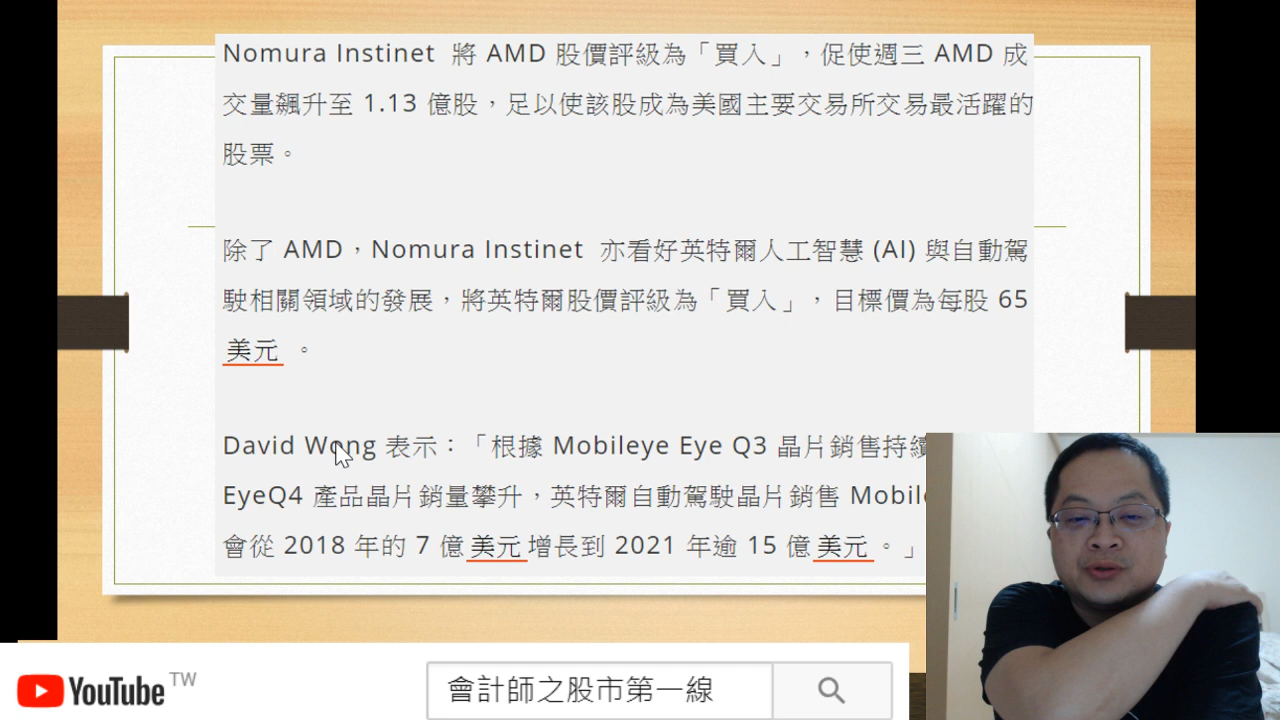 Nomura Instinet 將 AMD 股價評級為「買入」，促使週三 AMD 成
交量飆升至 1.13 億股，足以使該股成為美國主要交易所交易最活躍的
股票。
除了 AMD，Nomura Instinet 亦看好英特爾人工智慧 (AI) 與自動駕
駛相關領域的發展，將英特爾股價評級為「買入」，目標價為每股 65
美元 。
David Wong 表示：「根據 Mobileye Eye Q3 晶片銷售持續
EyeQ4 產品晶片銷量攀升，英特爾自動駕駛晶片銷售
會從 2018 年的 7 億美元增長到 2021 年逾 15 億美元。」
YouTube TW
會計師之股市第一線